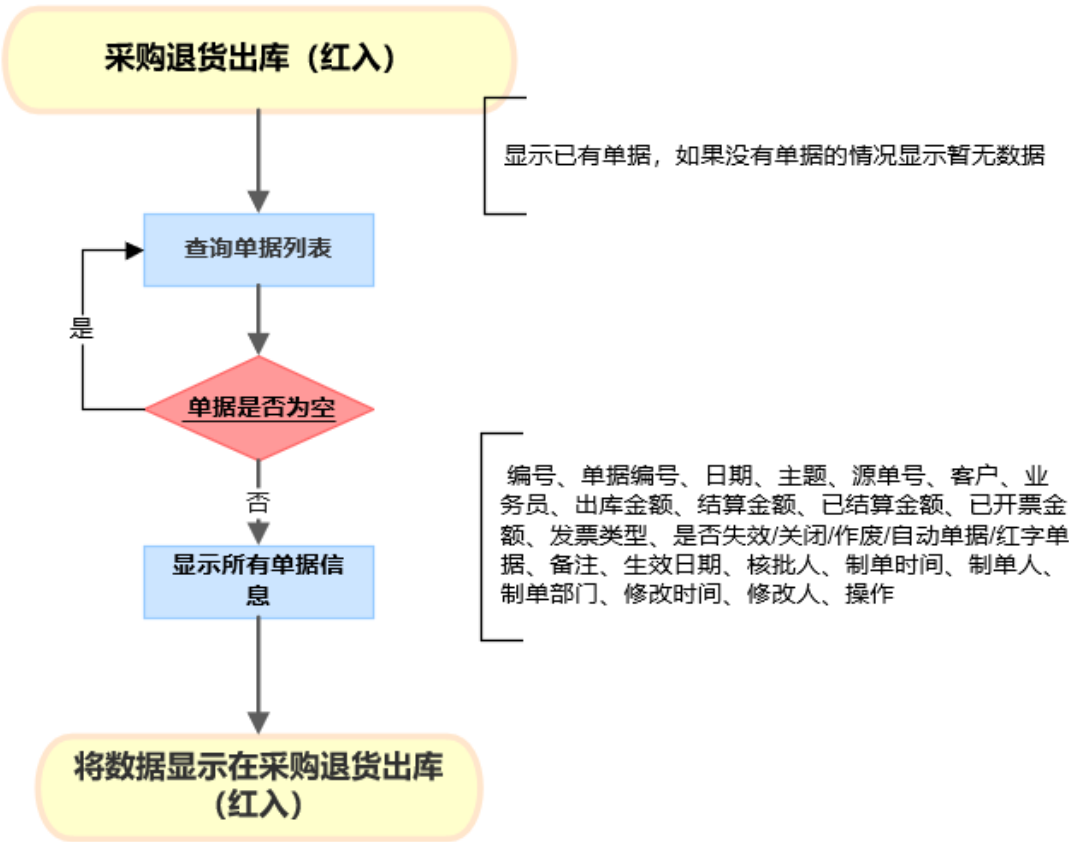 采购退货出库（红入）
显示已有单据，如果没有单据的情况显示暂无数据
查询单据列表
是
单据是否为空
否
显示所有单据信
息
编号、单据编号、日期、主题、源单号、客户、业
务员、出库金额、结算金额、已结算金额、已开票金
额、发票类型、是否失效/关闭/作废/自动单据/红字单
据、备注、生效日期、核批人、制单时间、制单人、
制单部门、修改时间、修改人、操作
将数据显示在采购退货出库
（红入）